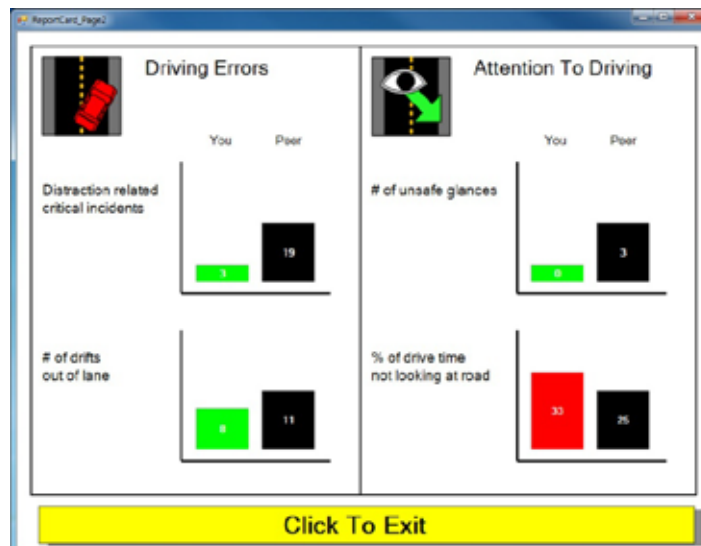 ReportCard_Page2
Driving Errors
You Peer
Distraction related
critical incidents
3
19
# of drifts
out of lane
8
11
Attention To Driving
You Peer
# of unsafe glances
0
3
% of drive time
not looking at road
33
25
Click To Exit